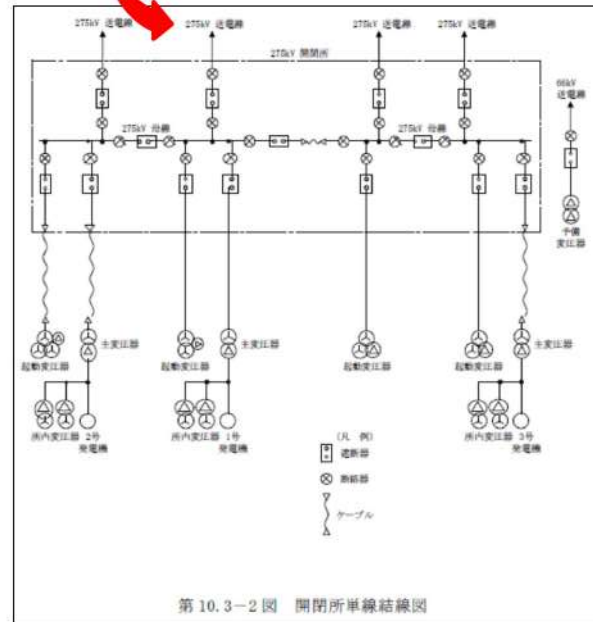 275kV 送電線
275kV 送電線
275kV 送電線
275kV 送電線
275kV 開閉所
66kV
送電線
275kV 母線
275kV 母線
予備
変圧器
起動変圧器
主変圧器
起動変圧器
主変圧器
起動変圧器
起動変圧器
主変圧器
所内変圧器 2号
発電機
所内変圧器 1号
発電機
所内変圧器 3号
発電機
(凡 例)
遮断器
断路器
ケーブル
第 10.3-2 図 開閉所単線結線図